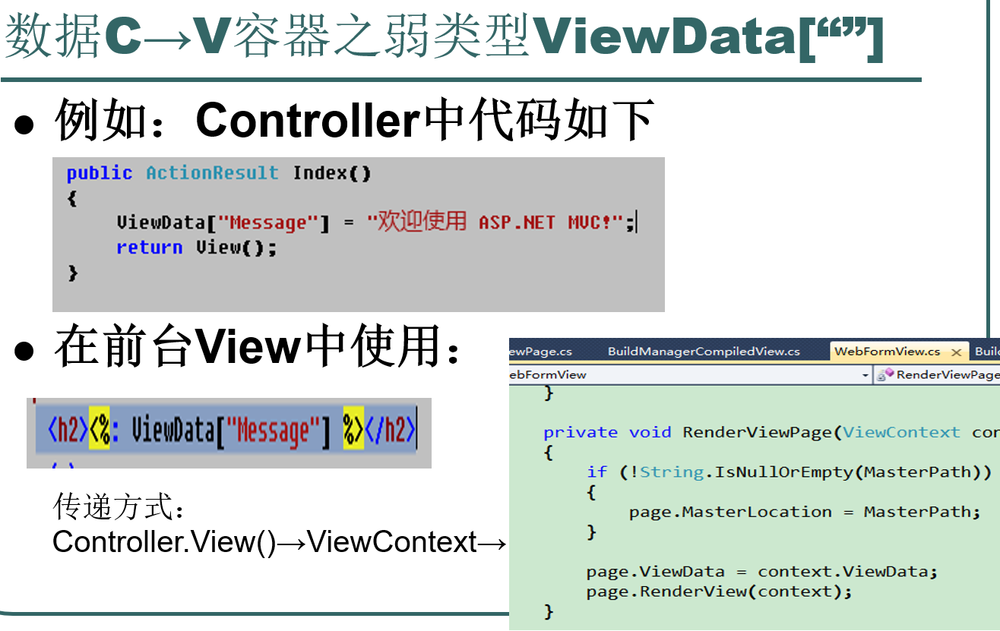 数据C→V容器之弱类型ViewData[“”]
● 例如：Controller中代码如下
public ActionResult Index()
{
ViewData["Message"] = "欢迎使用 ASP.NET MVC!";
return View();
}
● 在前台View中使用：
<h2><%: ViewData["Message"] %></h2>
传递方式：
Controller.View()→ViewContext→
ewPage.cs BuildManagerCompiledView.cs WebFormView.cs × Buil
ebFormView RenderViewPage
}
private void RenderViewPage(ViewContext con
{
if (!String.IsNullOrEmpty(MasterPath))
{
page.MasterLocation = MasterPath;
}
page.ViewData = context.ViewData;
page.RenderView(context);
}